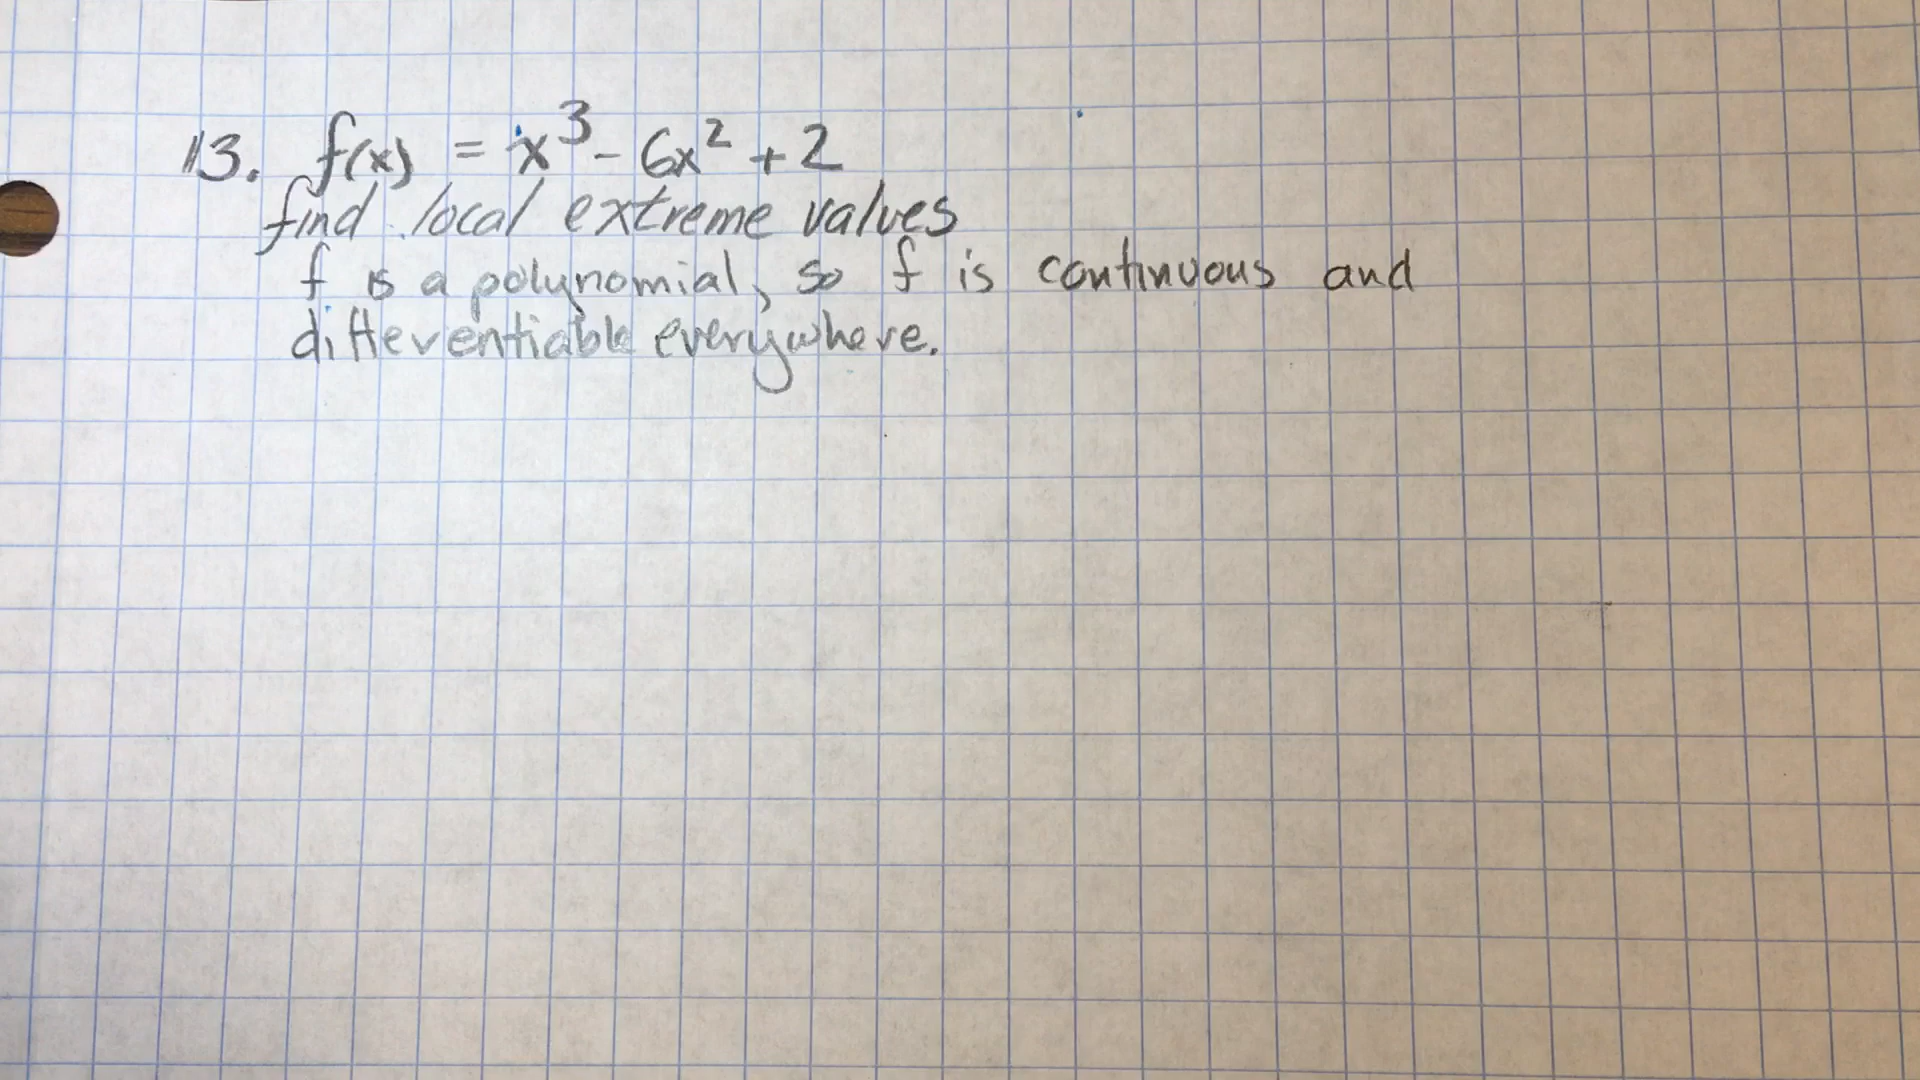 13. f(x) = x³ - 6x² + 2
find local extreme values
f is a polynomial, so f is continuous and
differentiable everywhere.